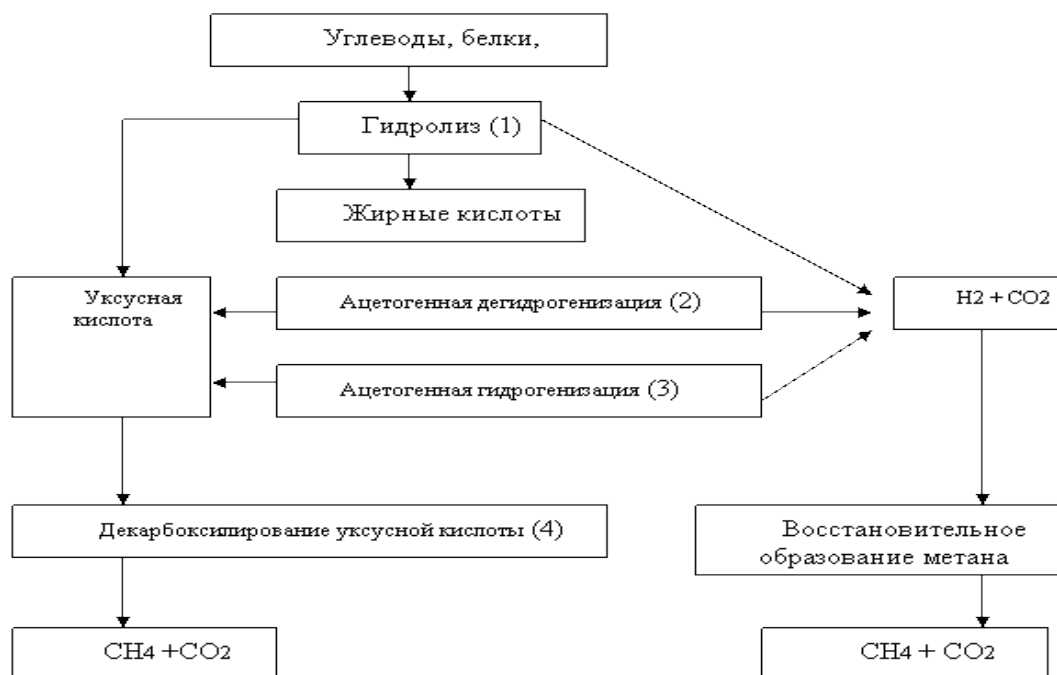 Углеводы, белки,
Гидролиз (1)
Жирные кислоты
Уксусная
кислота
Ацетогенная дегидрогенизация (2)
H2 + CO2
Ацетогенная гидрогенизация (3)
Декарбоксилирование уксусной кислоты (4)
Восстановительное
образование метана
CH4 +CO2
CH4 + CO2